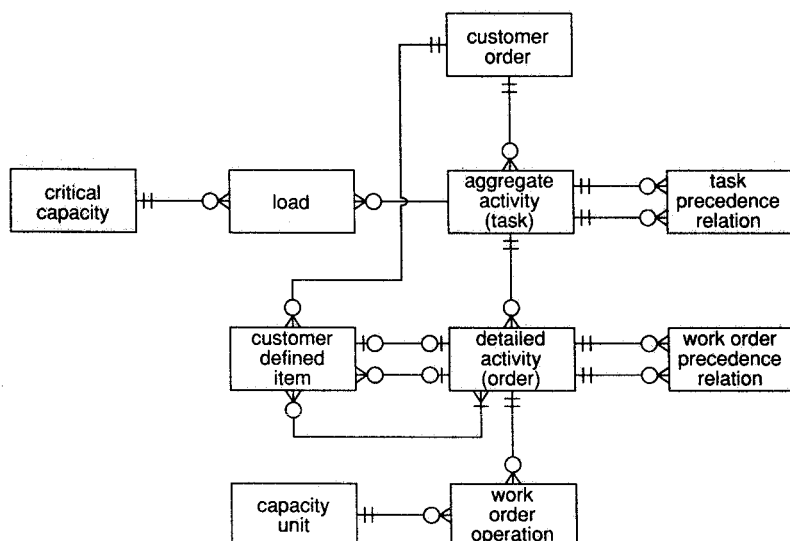 customer
order
critical
capacity
load
aggregate
activity
(task)
task
precedence
relation
customer
defined
item
detailed
activity
(order)
work order
precedence
relation
capacity
unit
work
order
operation